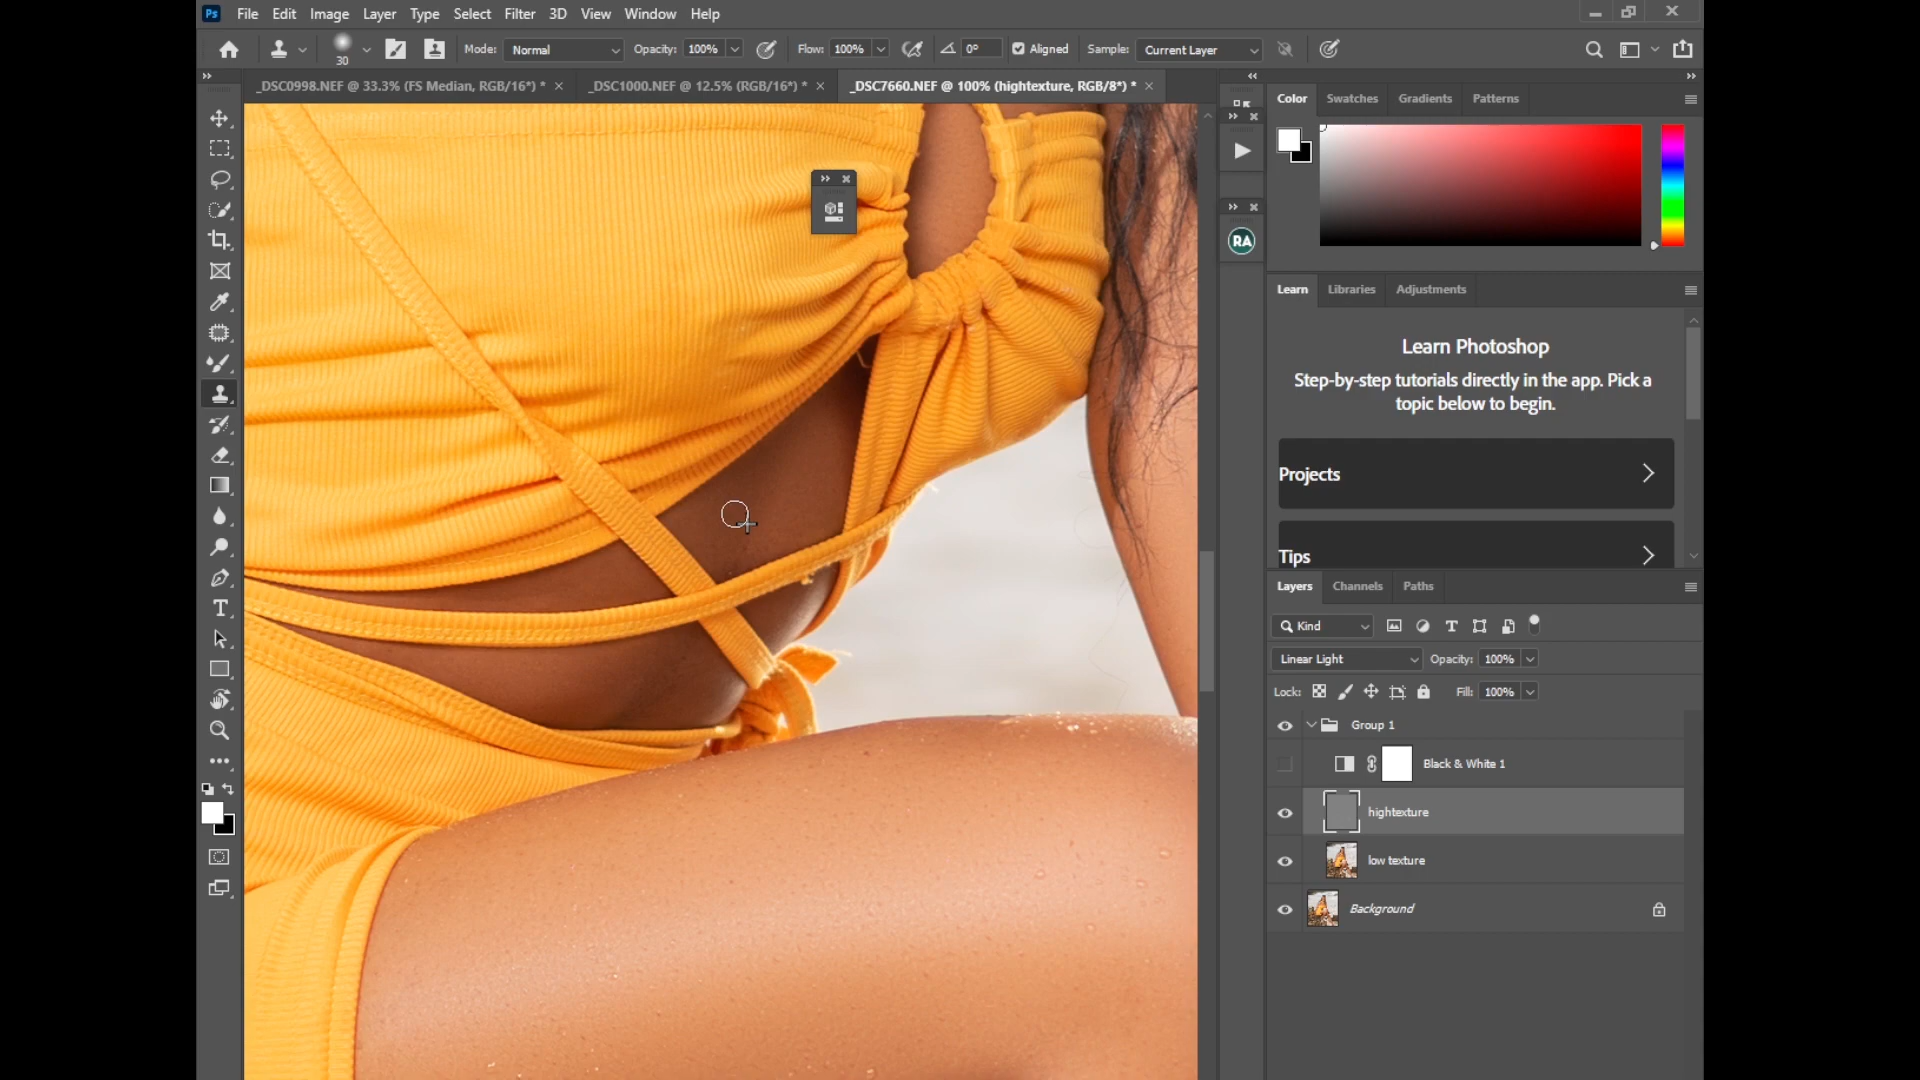 Ps File Edit Image Layer Type Select Filter 3D View Window Help
30 Mode: Normal Opacity: 100% Flow: 100% 0° Aligned Sample: Current Layer
_DSC0998.NEF @ 33.3% (FS Median, RGB/16*) * × _DSC1000.NEF @ 12.5% (RGB/16*) * × _DSC7660.NEF @ 100% (hightexture, RGB/8*) * ×
Color Swatches Gradients Patterns
RA
Learn Libraries Adjustments
Learn Photoshop
Step-by-step tutorials directly in the app. Pick a
topic below to begin.
Projects
Tips
Layers Channels Paths
Kind
Linear Light Opacity: 100%
Lock: Fill: 100%
Group 1
Black & White 1
hightexture
low texture
Background